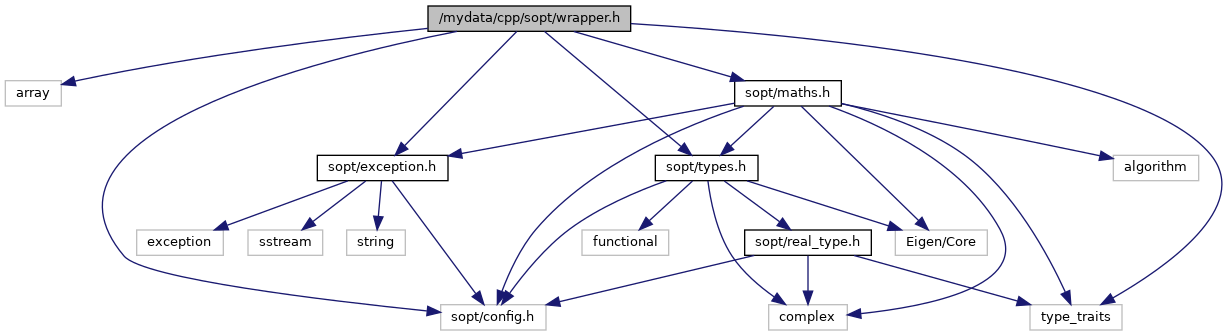 /mydata/cpp/sopt/wrapper.h
array
sopt/maths.h
sopt/exception.h
sopt/types.h
algorithm
exception
sstream
string
functional
sopt/real_type.h
Eigen/Core
sopt/config.h
complex
type_traits